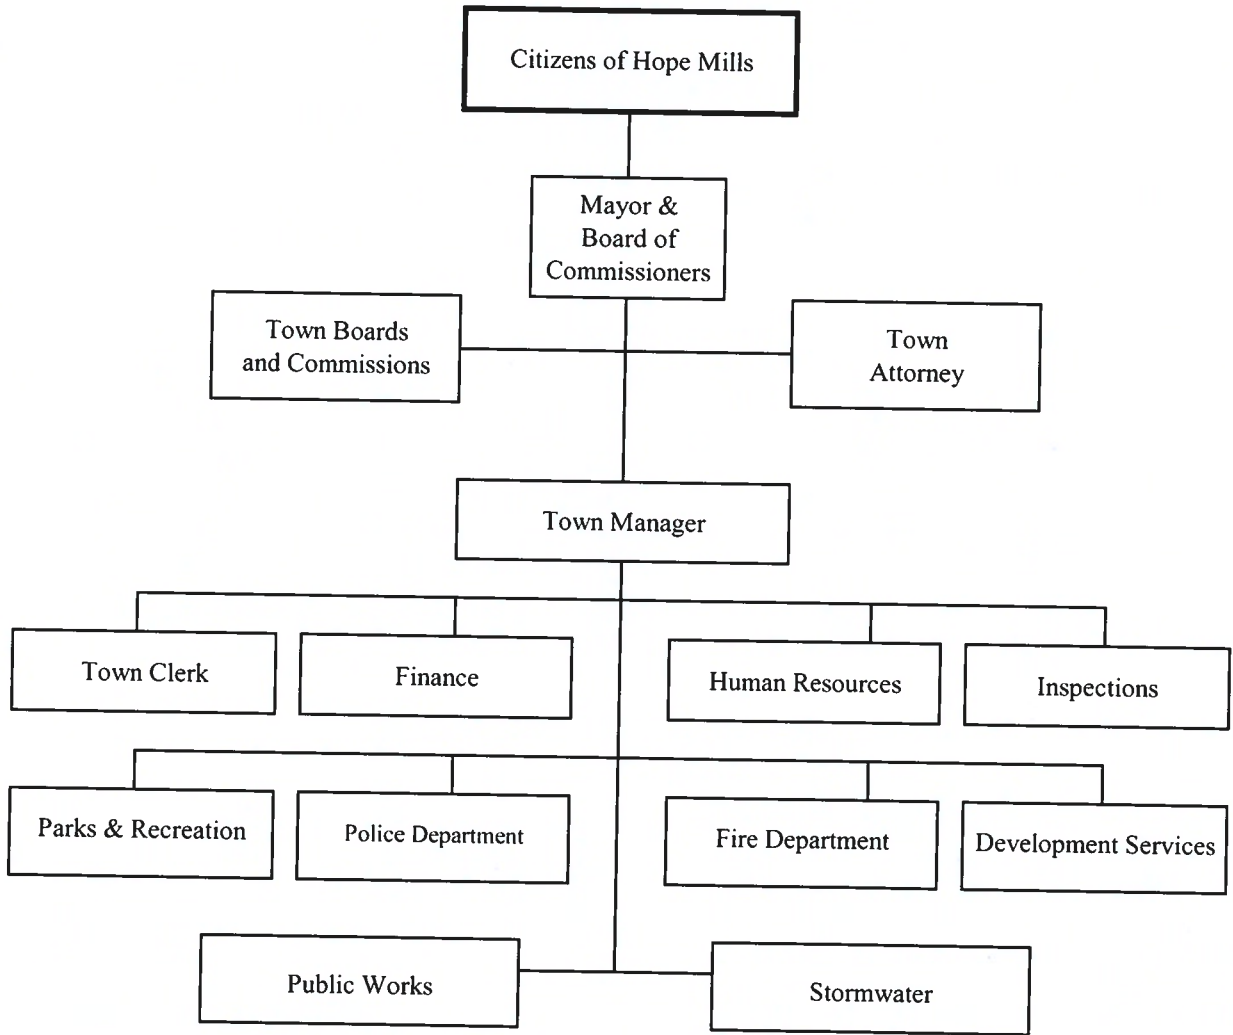 Citizens of Hope Mills
Mayor &
Board of
Commissioners
Town Boards
and Commissions
Town
Attorney
Town Manager
Town Clerk
Finance
Human Resources
Inspections
Parks & Recreation
Police Department
Fire Department
Development Services
Public Works
Stormwater